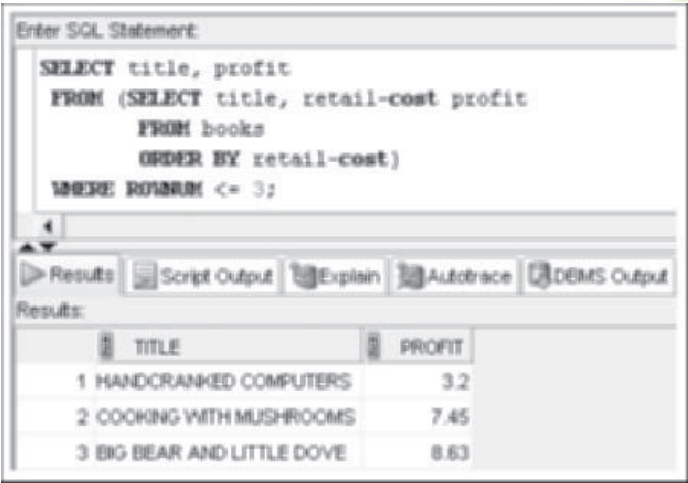 Enter SQL Statement:
SELECT title, profit
FROM (SELECT title, retail-cost profit
FROM books
ORDER BY retail-cost)
WHERE ROWNUM <= 3;
Results Script Output Explain Autotrace DBMS Output
Results:
TITLE PROFIT
1 HANDCRANKED COMPUTERS 3.2
2 COOKING WITH MUSHROOMS 7.45
3 BIG BEAR AND LITTLE DOVE 8.63